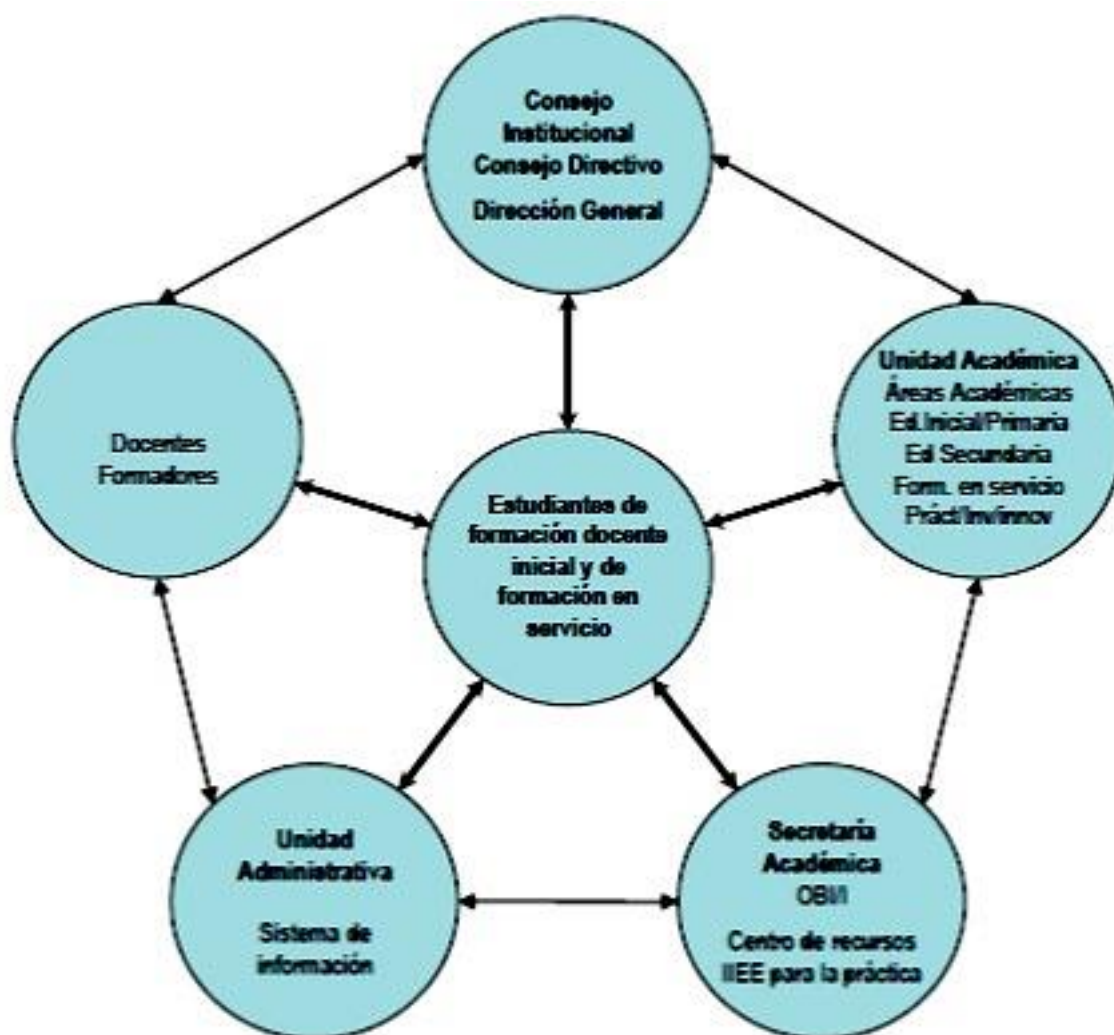 Consejo
Institucional
Consejo Directivo
Dirección General
Unidad Académica
Áreas Académicas
Ed.Inicial/Primaria
Ed Secundaria
Form. en servicio
Práct/Inv/innov
Docentes
Formadores
Estudiantes de
formación docente
inicial y de
formación en
servicio
Unidad
Administrativa
Sistema de
información
Secretaría
Académica
Centro de recursos
IIEE para la práctica